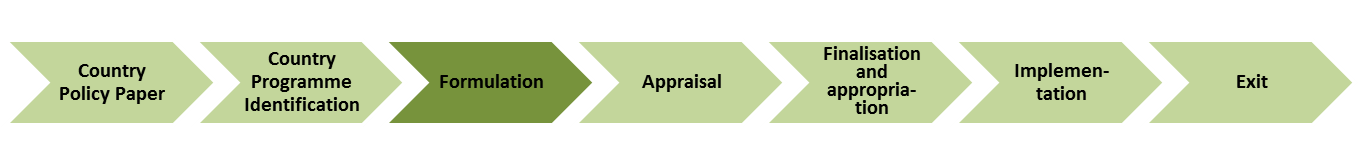 Country
Policy Paper
Country
Programme
Identification
Formulation
Appraisal
Finalisation
and
appropria-
tion
Implemen-
tation
Exit